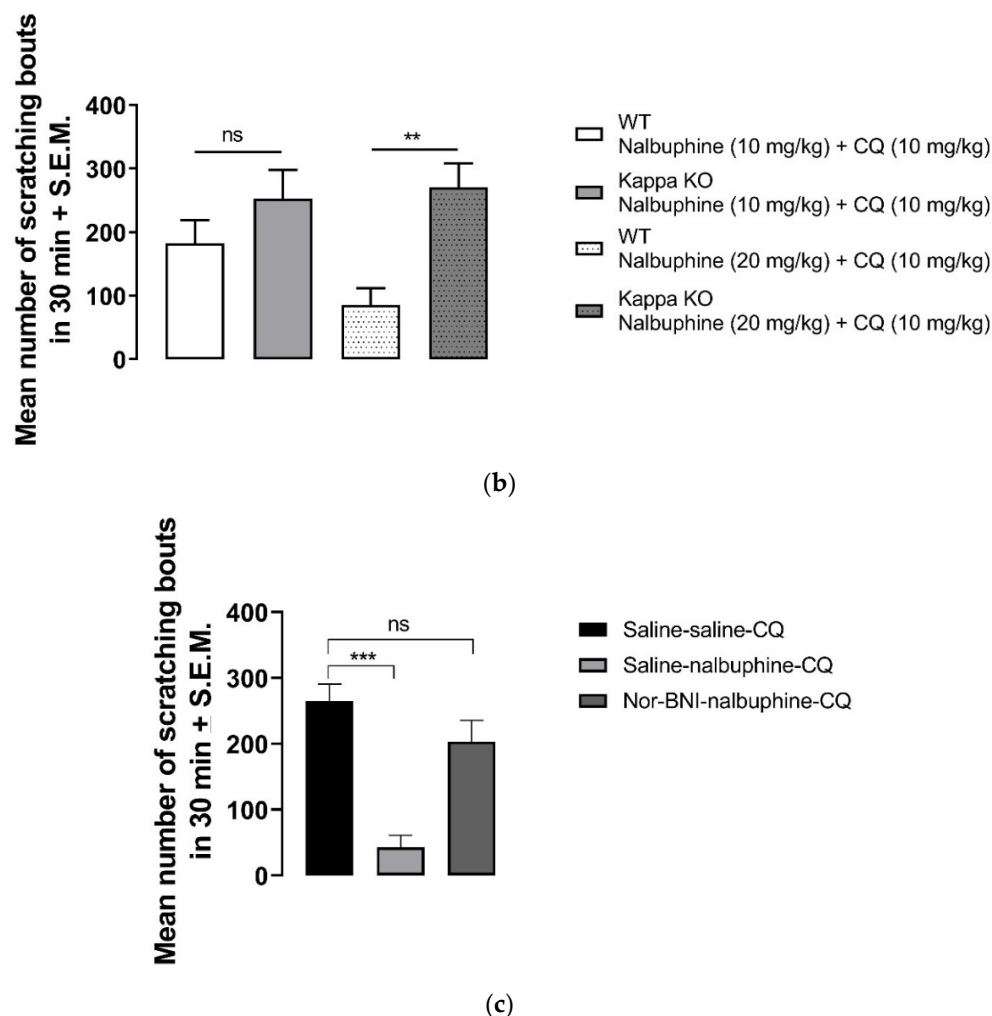 Mean number of scratching bouts
in 30 min + S.E.M.
400
300
200
100
0
ns
**
WT
Nalbuphine (10 mg/kg) + CQ (10 mg/kg)
Kappa KO
Nalbuphine (10 mg/kg) + CQ (10 mg/kg)
WT
Nalbuphine (20 mg/kg) + CQ (10 mg/kg)
Kappa KO
Nalbuphine (20 mg/kg) + CQ (10 mg/kg)
(b)
Mean number of scratching bouts
in 30 min ± S.E.M.
400
300
200
100
0
ns
***
Saline-saline-CQ
Saline-nalbuphine-CQ
Nor-BNI-nalbuphine-CQ
(c)